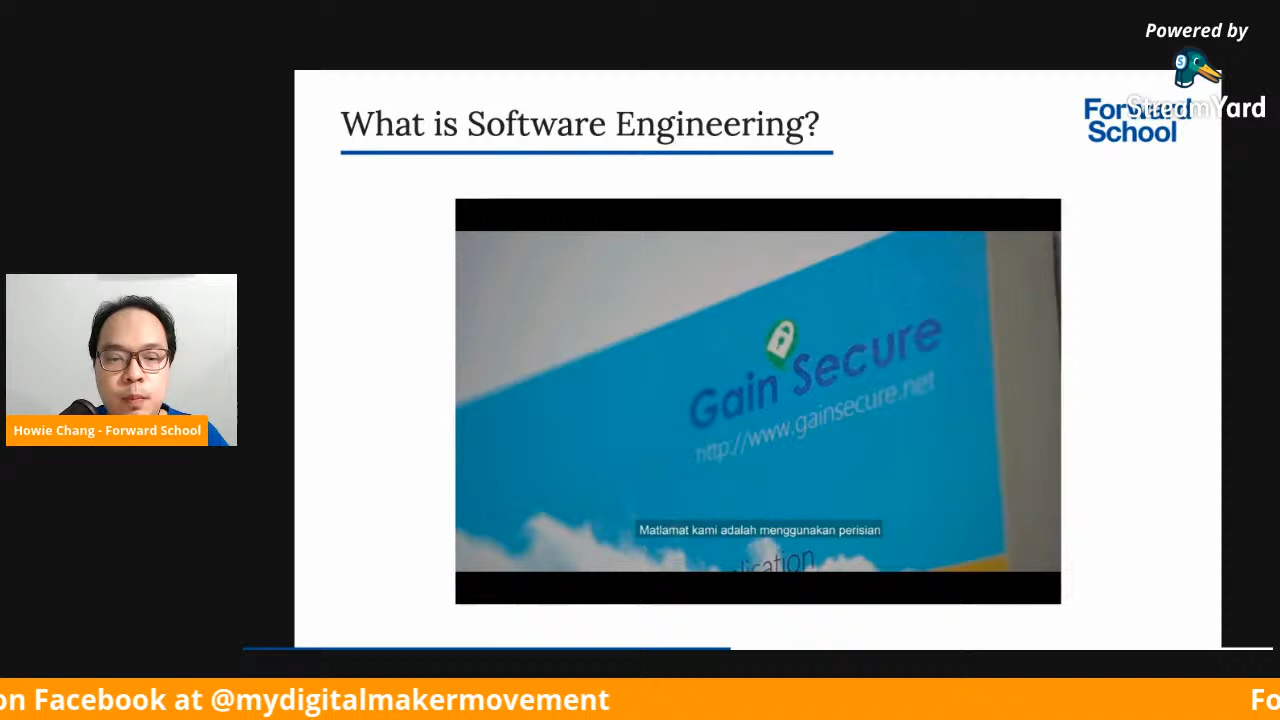 Powered by
StreamYard
What is Software Engineering?
Forward
School
Gain Secure
http://www.gainsecure.net
Matlamat kami adalah menggunakan perisian
Howie Chang - Forward School
on Facebook at @mydigitalmakermovement
Fo